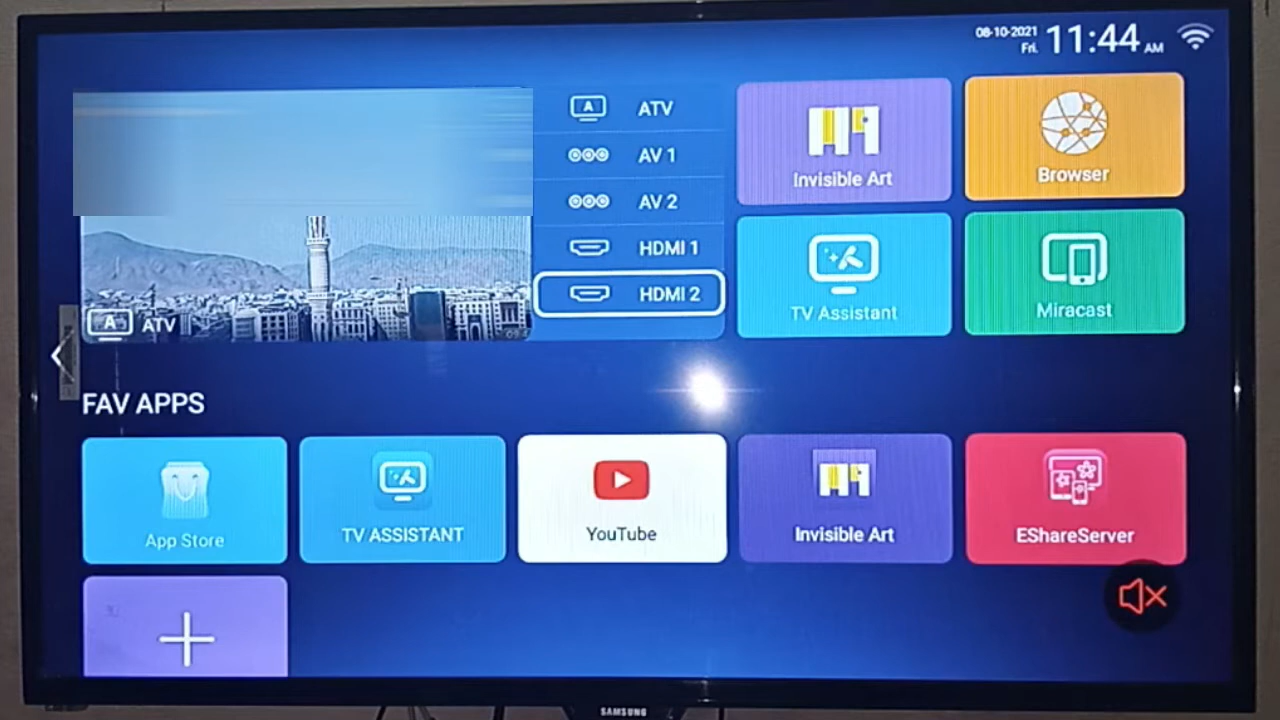 08-10-2021
Fri.
11:44 AM
ATV
AV 1
AV 2
HDMI 1
HDMI 2
Invisible Art
Browser
TV Assistant
Miracast
A
ATV
FAV APPS
App Store
TV ASSISTANT
YouTube
Invisible Art
EShareServer
SAMSUNG